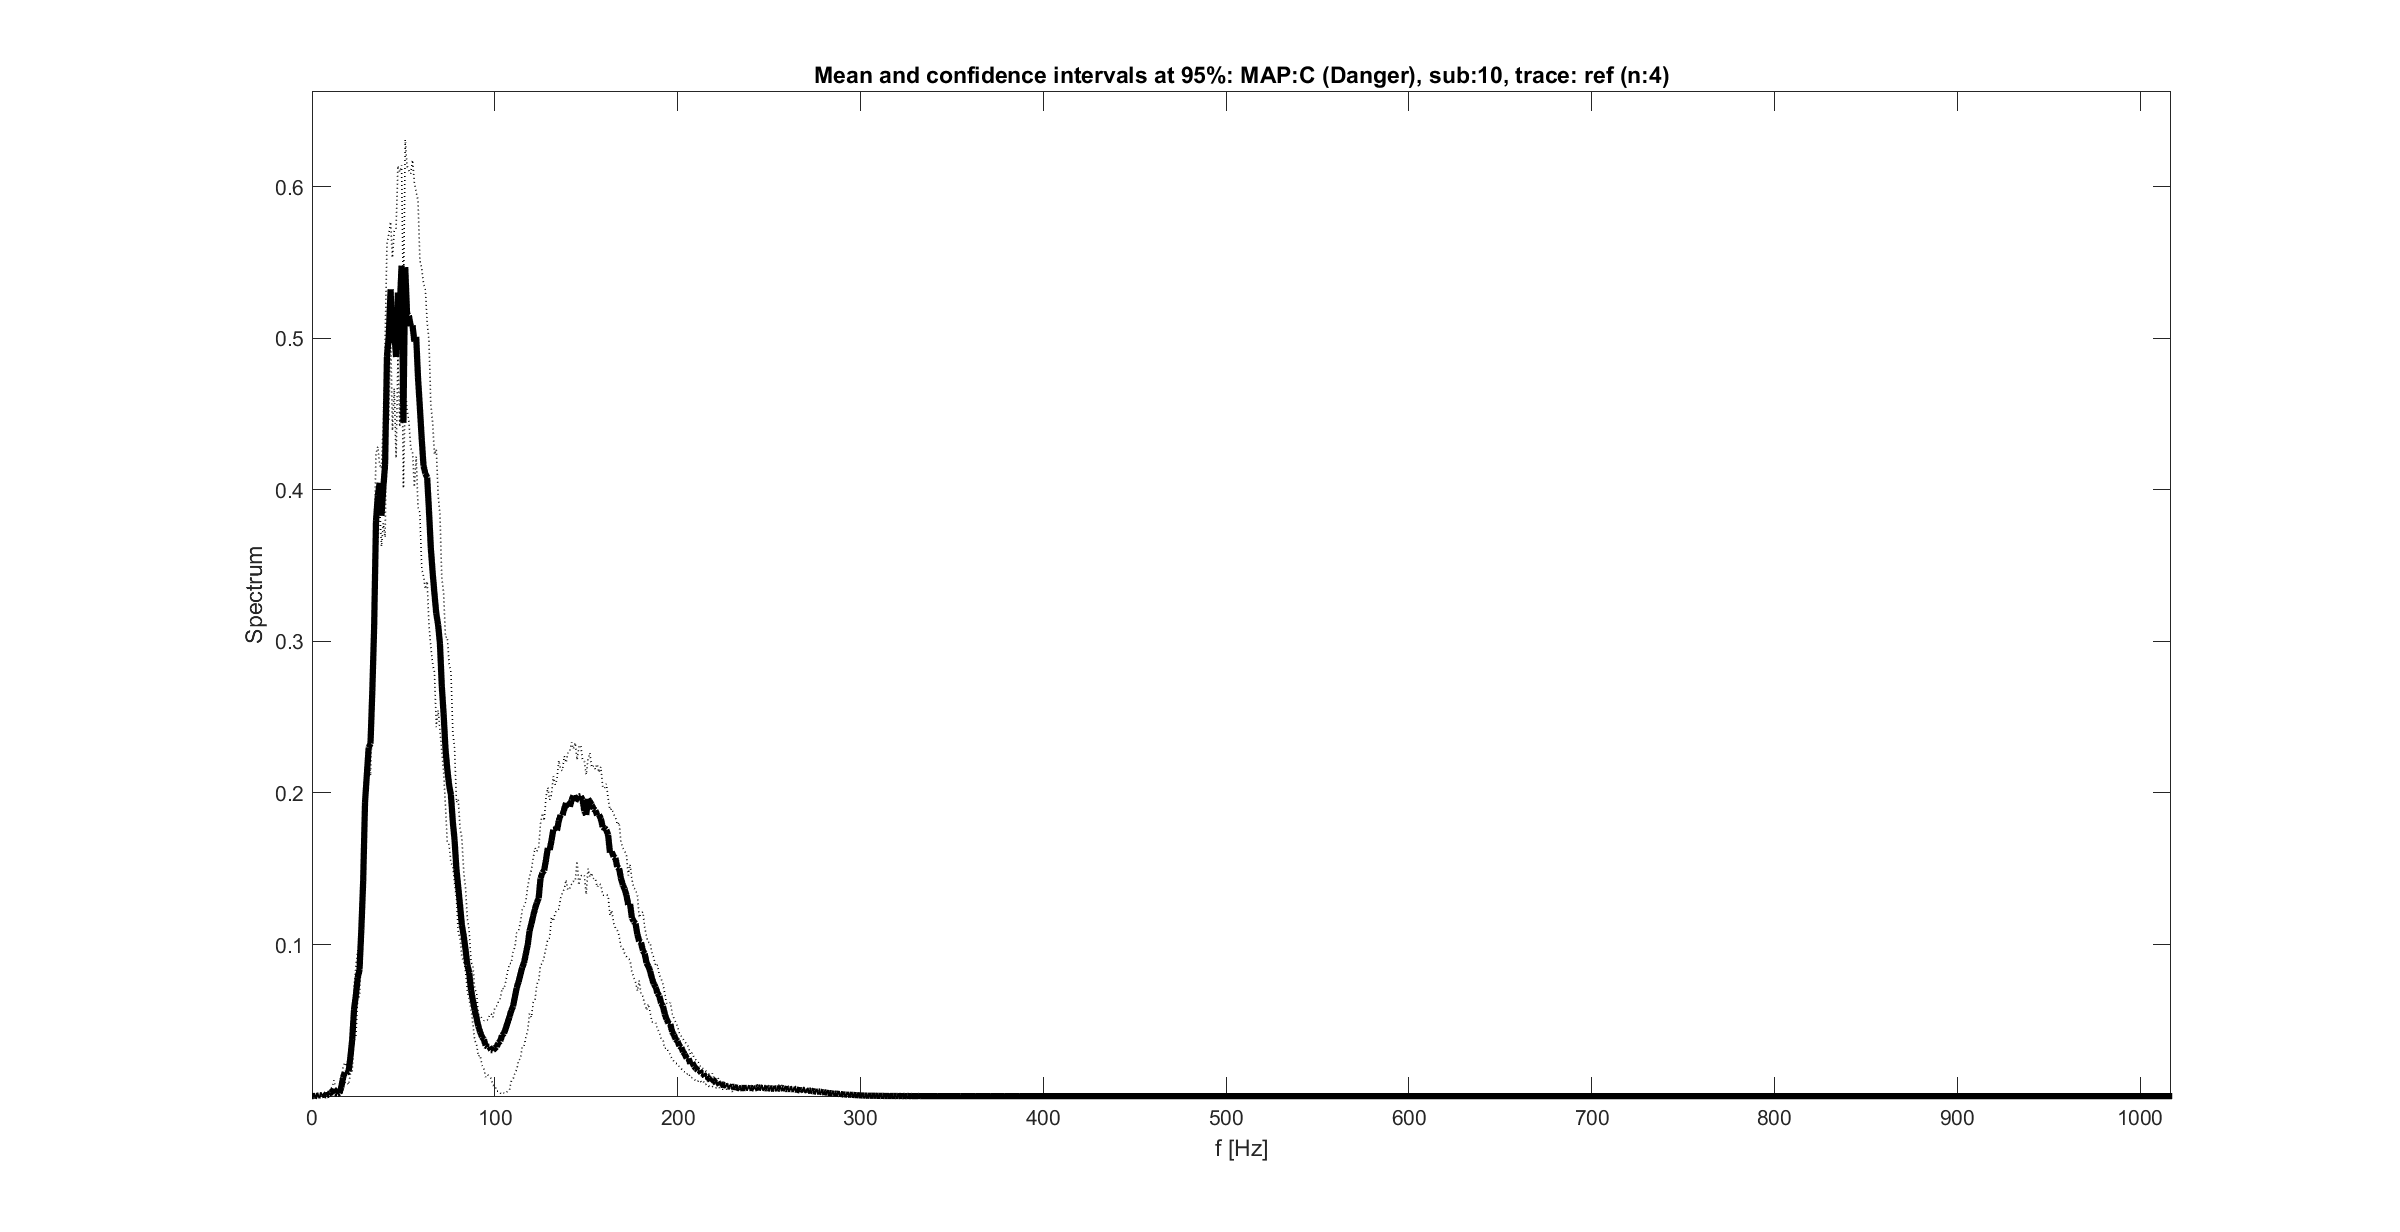 Mean and confidence intervals at 95%: MAP:C (Danger), sub:10, trace: ref (n:4)
0.6
0.5
0.4
0.3
0.2
0.1
Spectrum
0 100 200 300 400 500 600 700 800 900 1000
f [Hz]